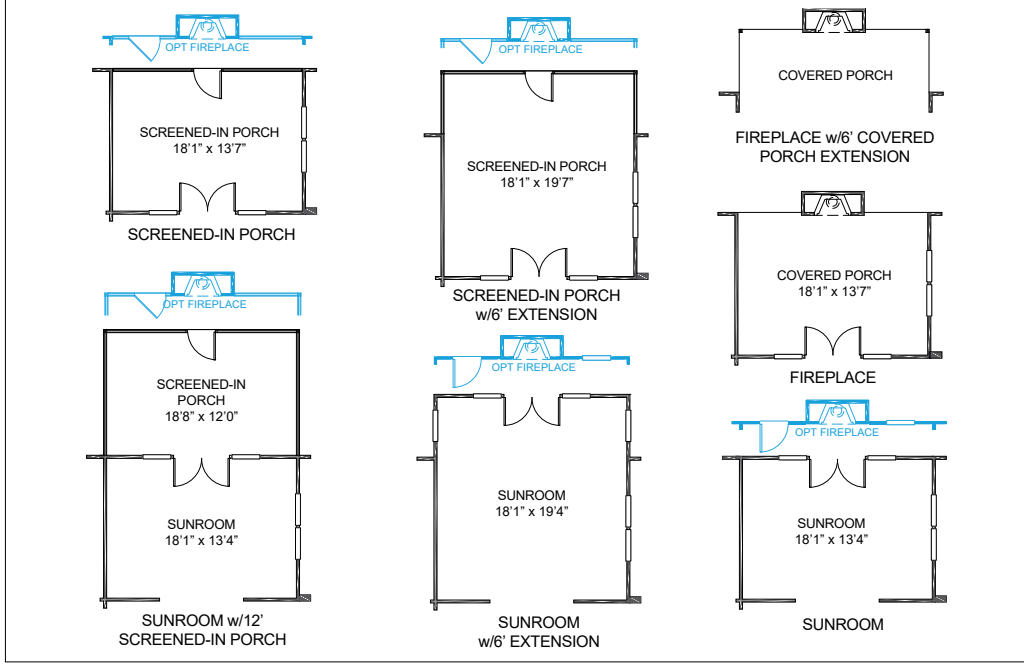 OPT FIREPLACE
SCREENED-IN PORCH
18’1” x 13’7”
SCREENED-IN PORCH
OPT FIREPLACE
SCREENED-IN
PORCH
18’8” x 12’0”
SUNROOM
18’1” x 13’4”
SUNROOM w/12’
SCREENED-IN PORCH
OPT FIREPLACE
SCREENED-IN PORCH
18’1” x 19’7”
SCREENED-IN PORCH
w/6’ EXTENSION
OPT FIREPLACE
SUNROOM
18’1” x 19’4”
SUNROOM
w/6’ EXTENSION
COVERED PORCH
FIREPLACE w/6’ COVERED
PORCH EXTENSION
COVERED PORCH
18’1” x 13’7”
FIREPLACE
OPT FIREPLACE
SUNROOM
18’1” x 13’4”
SUNROOM